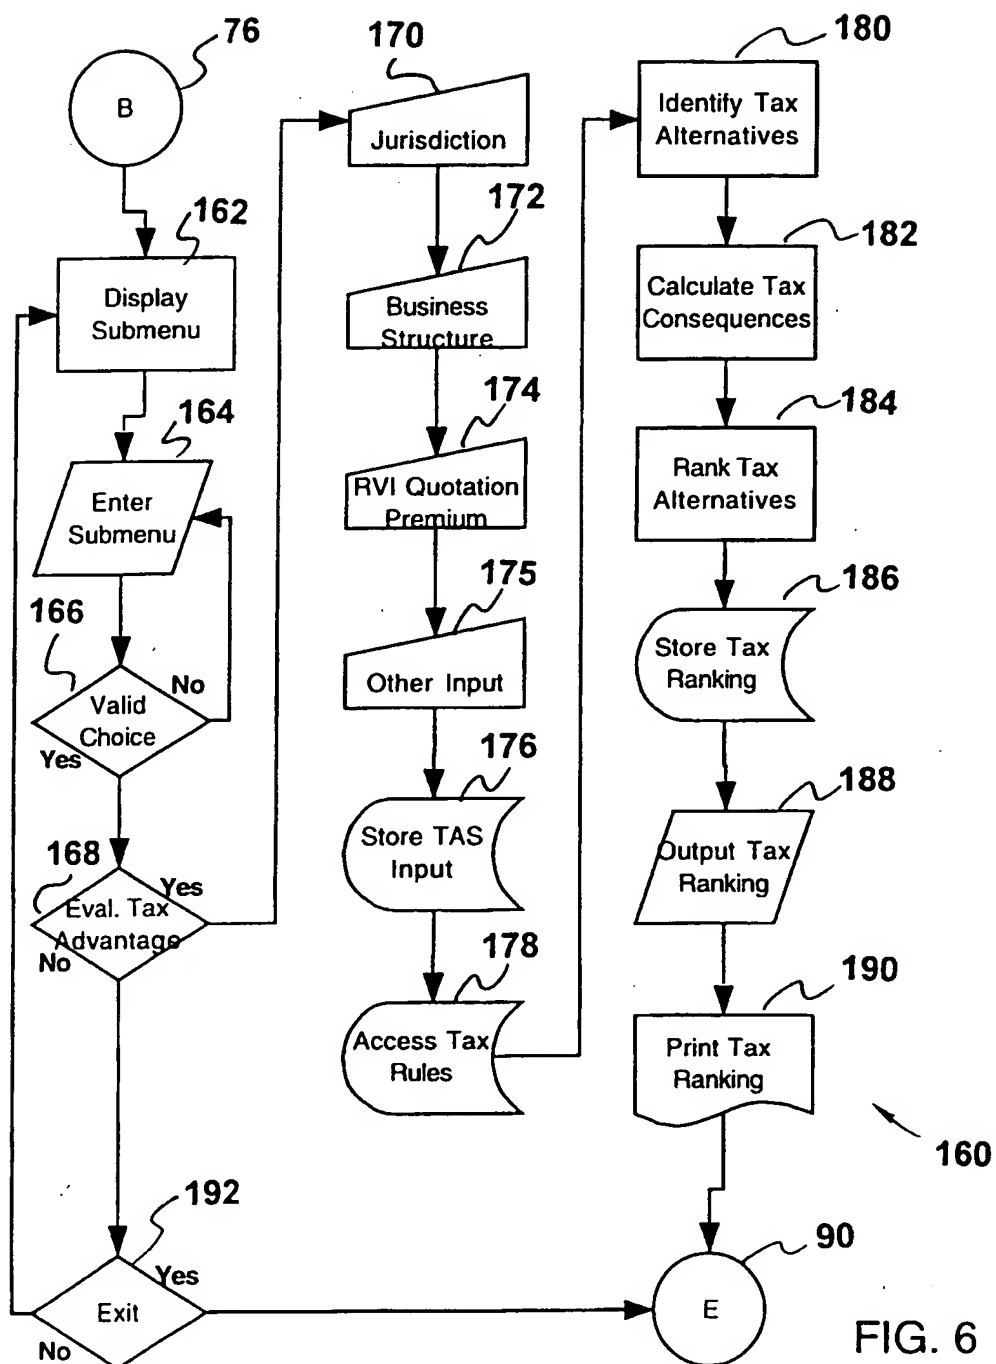 76
B
162
Display
Submenu
164
Enter
Submenu
166
No
Valid
Choice
Yes
168
Yes
Eval. Tax
Advantage
No
192
Yes
Exit
No
170
Jurisdiction
172
Business
Structure
174
RVI Quotation
Premium
175
Other Input
176
Store TAS
Input
178
Access Tax
Rules
180
Identify Tax
Alternatives
182
Calculate Tax
Consequences
184
Rank Tax
Alternatives
186
Store Tax
Ranking
188
Output Tax
Ranking
190
Print Tax
Ranking
160
90
E
FIG. 6